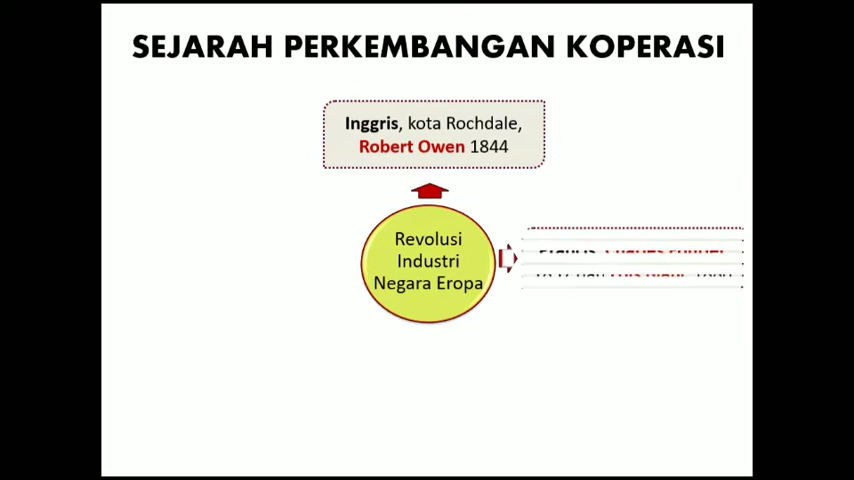 SEJARAH PERKEMBANGAN KOPERASI
Inggris, kota Rochdale,
Robert Owen 1844
Revolusi
Industri
Negara Eropa